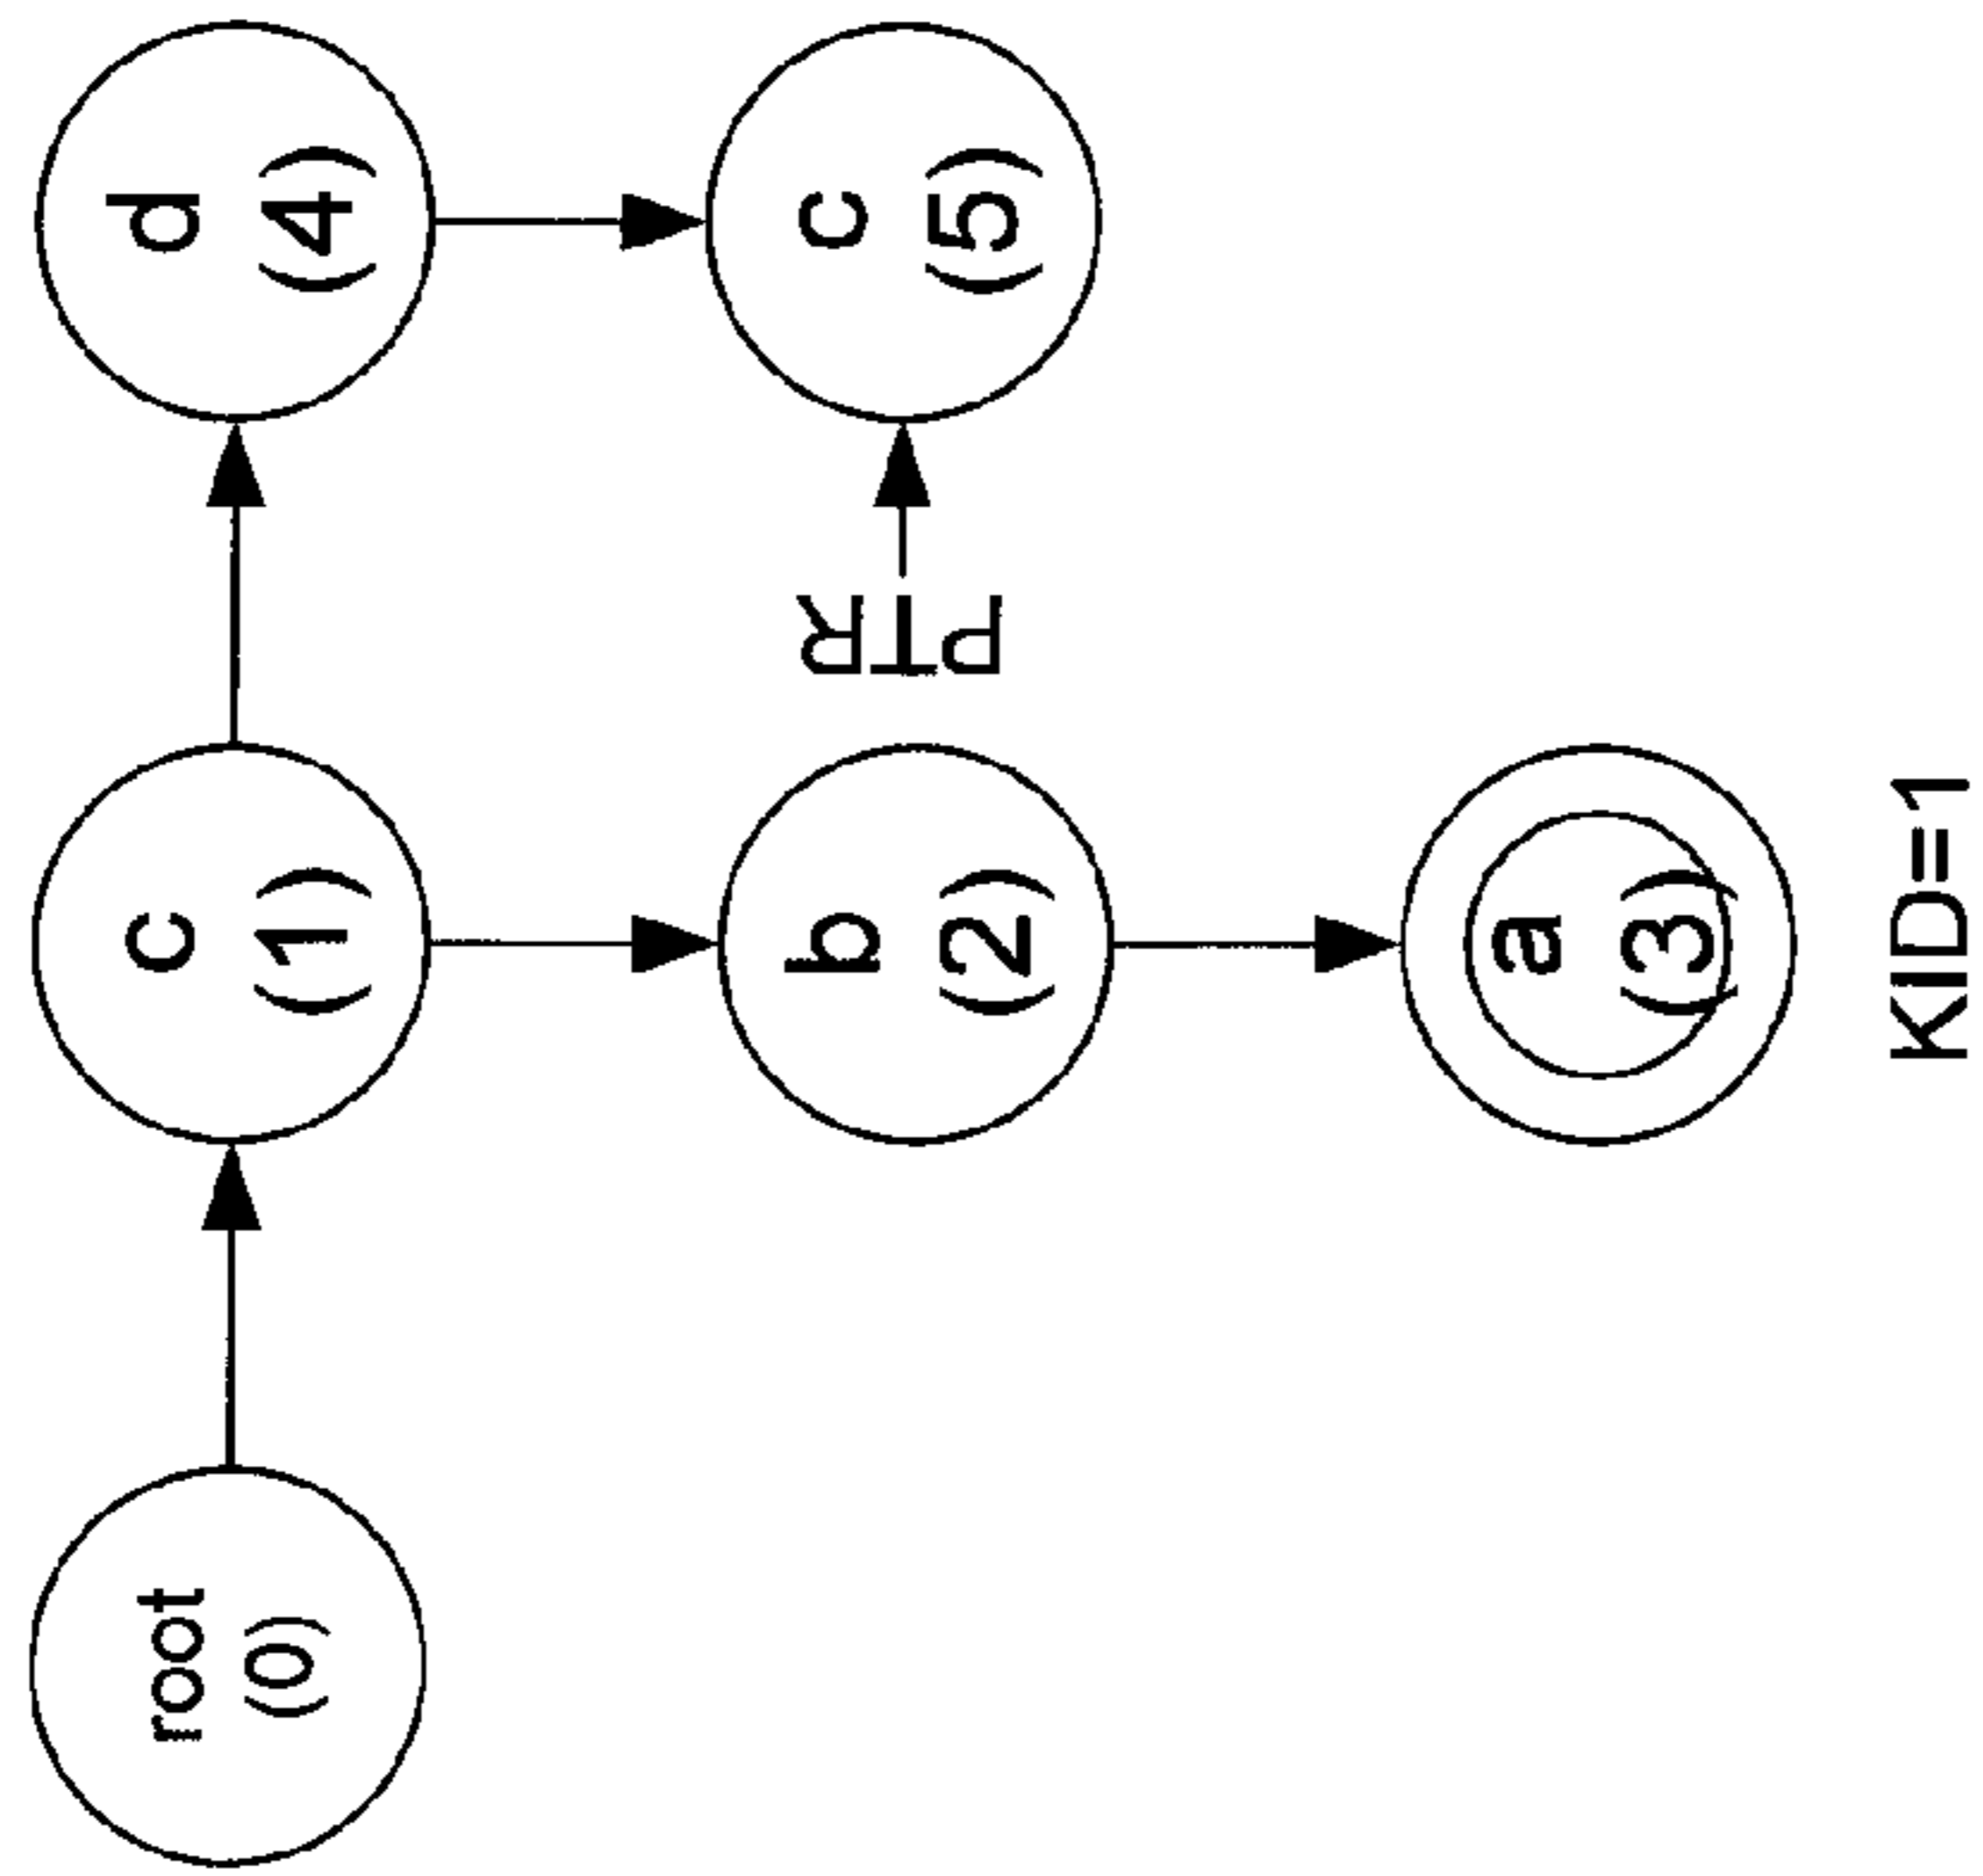 root
(0)
c
(1)
d
(4)
b
(2)
PTR
c
(5)
a
(3)
KID=1